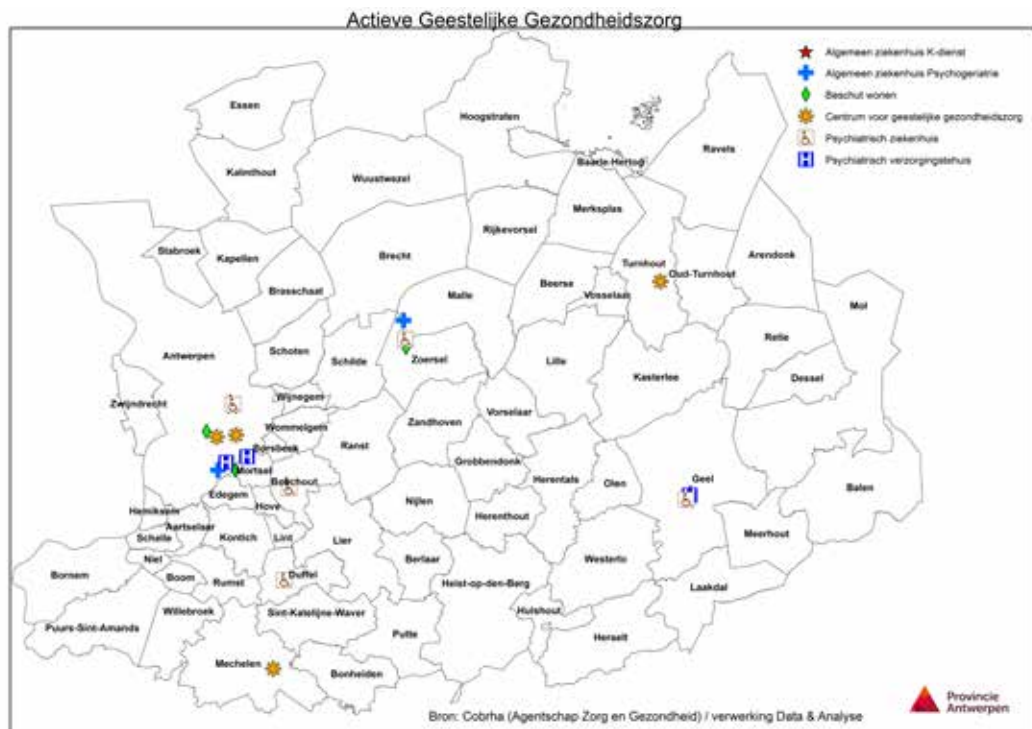 Actieve Geestelijke Gezondheidszorg
Algemeen ziekenhuis K-dienst
Algemeen ziekenhuis Psychogeriatrie
Beschut wonen
Centrum voor geestelijke gezondheidszorg
Psychiatrisch ziekenhuis
Psychiatrisch verzorgingstehuis
Essen
Hoogstraten
Ravels
Baarle-Hertog
Kalmthout
Wuustwezel
Merksplas
Rijkevorsel
Stabroek
Kapellen
Brecht
Arendonk
Turnhout
Oud-Turnhout
Brasschaat
Beerse
Vosselaar
Malle
Mol
Retie
Antwerpen
Schoten
Schilde
Zoersel
Lille
Kasterlee
Dessel
Zwijndrecht
Wijnegem
Vorselaar
Zandhoven
Wommelgem
Borsbeek
Ranst
Grobbendonk
Mortsel
Boechout
Herentals
Olen
Geel
Balen
Edegem
Nijlen
Hove
Herenthout
Hemiksem
Aartselaar
Schelle
Kontich
Lint
Lier
Meerhout
Niel
Berlaar
Westerlo
Bornem
Boom
Rumst
Duffel
Heist-op-den-Berg
Laakdal
Willebroek
Sint-Katelijne-Waver
Hulshout
Puurs-Sint-Amands
Putte
Herselt
Mechelen
Bonheiden
Provincie
Antwerpen
Bron: Cobrha (Agentschap Zorg en Gezondheid) / verwerking Data & Analyse